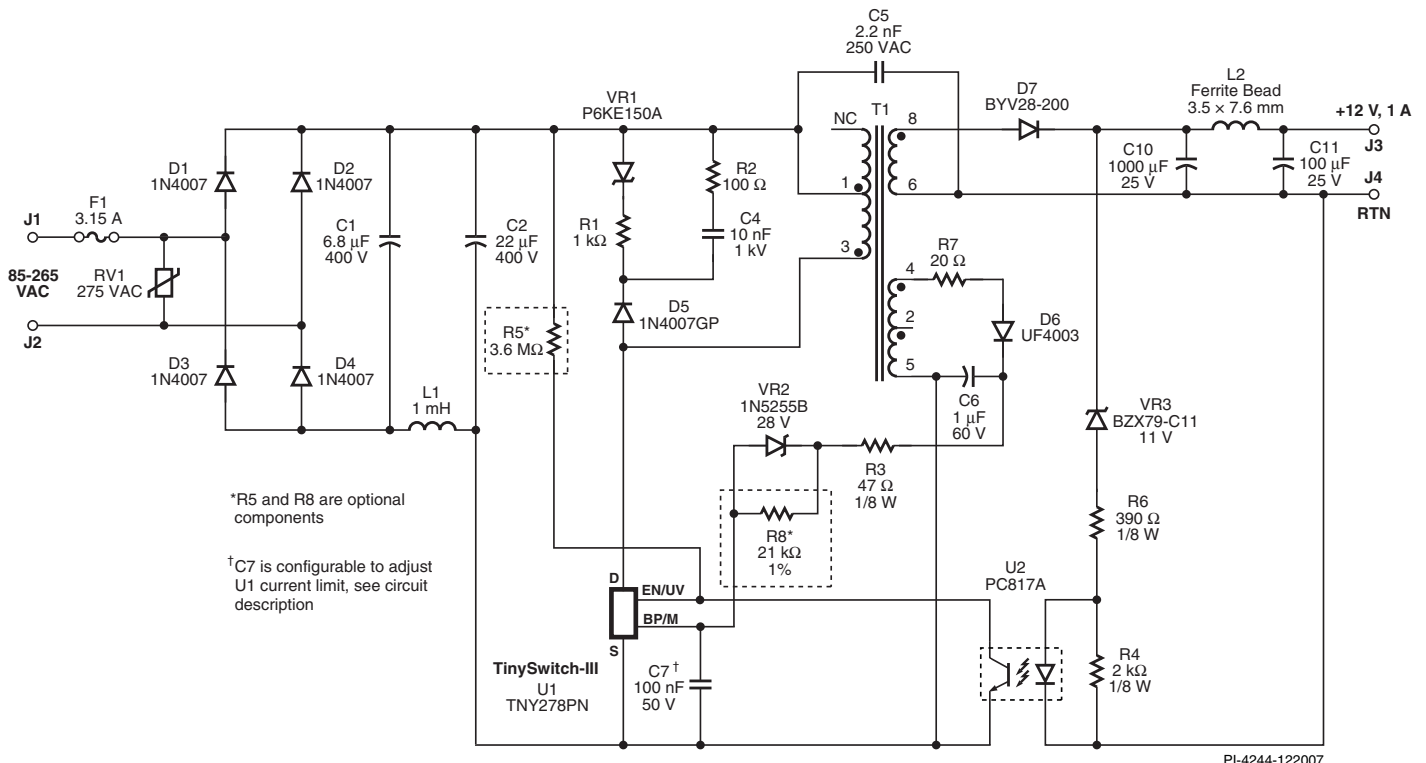 C5
2.2 nF
250 VAC
VR1
P6KE150A
NC
T1
8
D7
BYV28-200
L2
Ferrite Bead
3.5 × 7.6 mm
+12 V, 1 A
J3
D1
1N4007
D2
1N4007
R2
100 Ω
1
6
C10
1000 µF
25 V
C11
100 µF
25 V
J4
RTN
F1
3.15 A
J1
C1
6.8 µF
400 V
C2
22 µF
400 V
R1
1 kΩ
C4
10 nF
1 kV
3
R7
20 Ω
4
85-265
VAC
RV1
275 VAC
J2
R5*
3.6 MΩ
D5
1N4007GP
2
D6
UF4003
D3
1N4007
D4
1N4007
5
L1
1 mH
VR2
1N5255B
28 V
C6
1 µF
60 V
VR3
BZX79-C11
11 V
R3
47 Ω
1/8 W
*R5 and R8 are optional
components
R8*
21 kΩ
1%
R6
390 Ω
1/8 W
†C7 is configurable to adjust
U1 current limit, see circuit
description
D
EN/UV
BP/M
S
U2
PC817A
TinySwitch-III
U1
TNY278PN
C7†
100 nF
50 V
R4
2 kΩ
1/8 W
PI-4244-122007